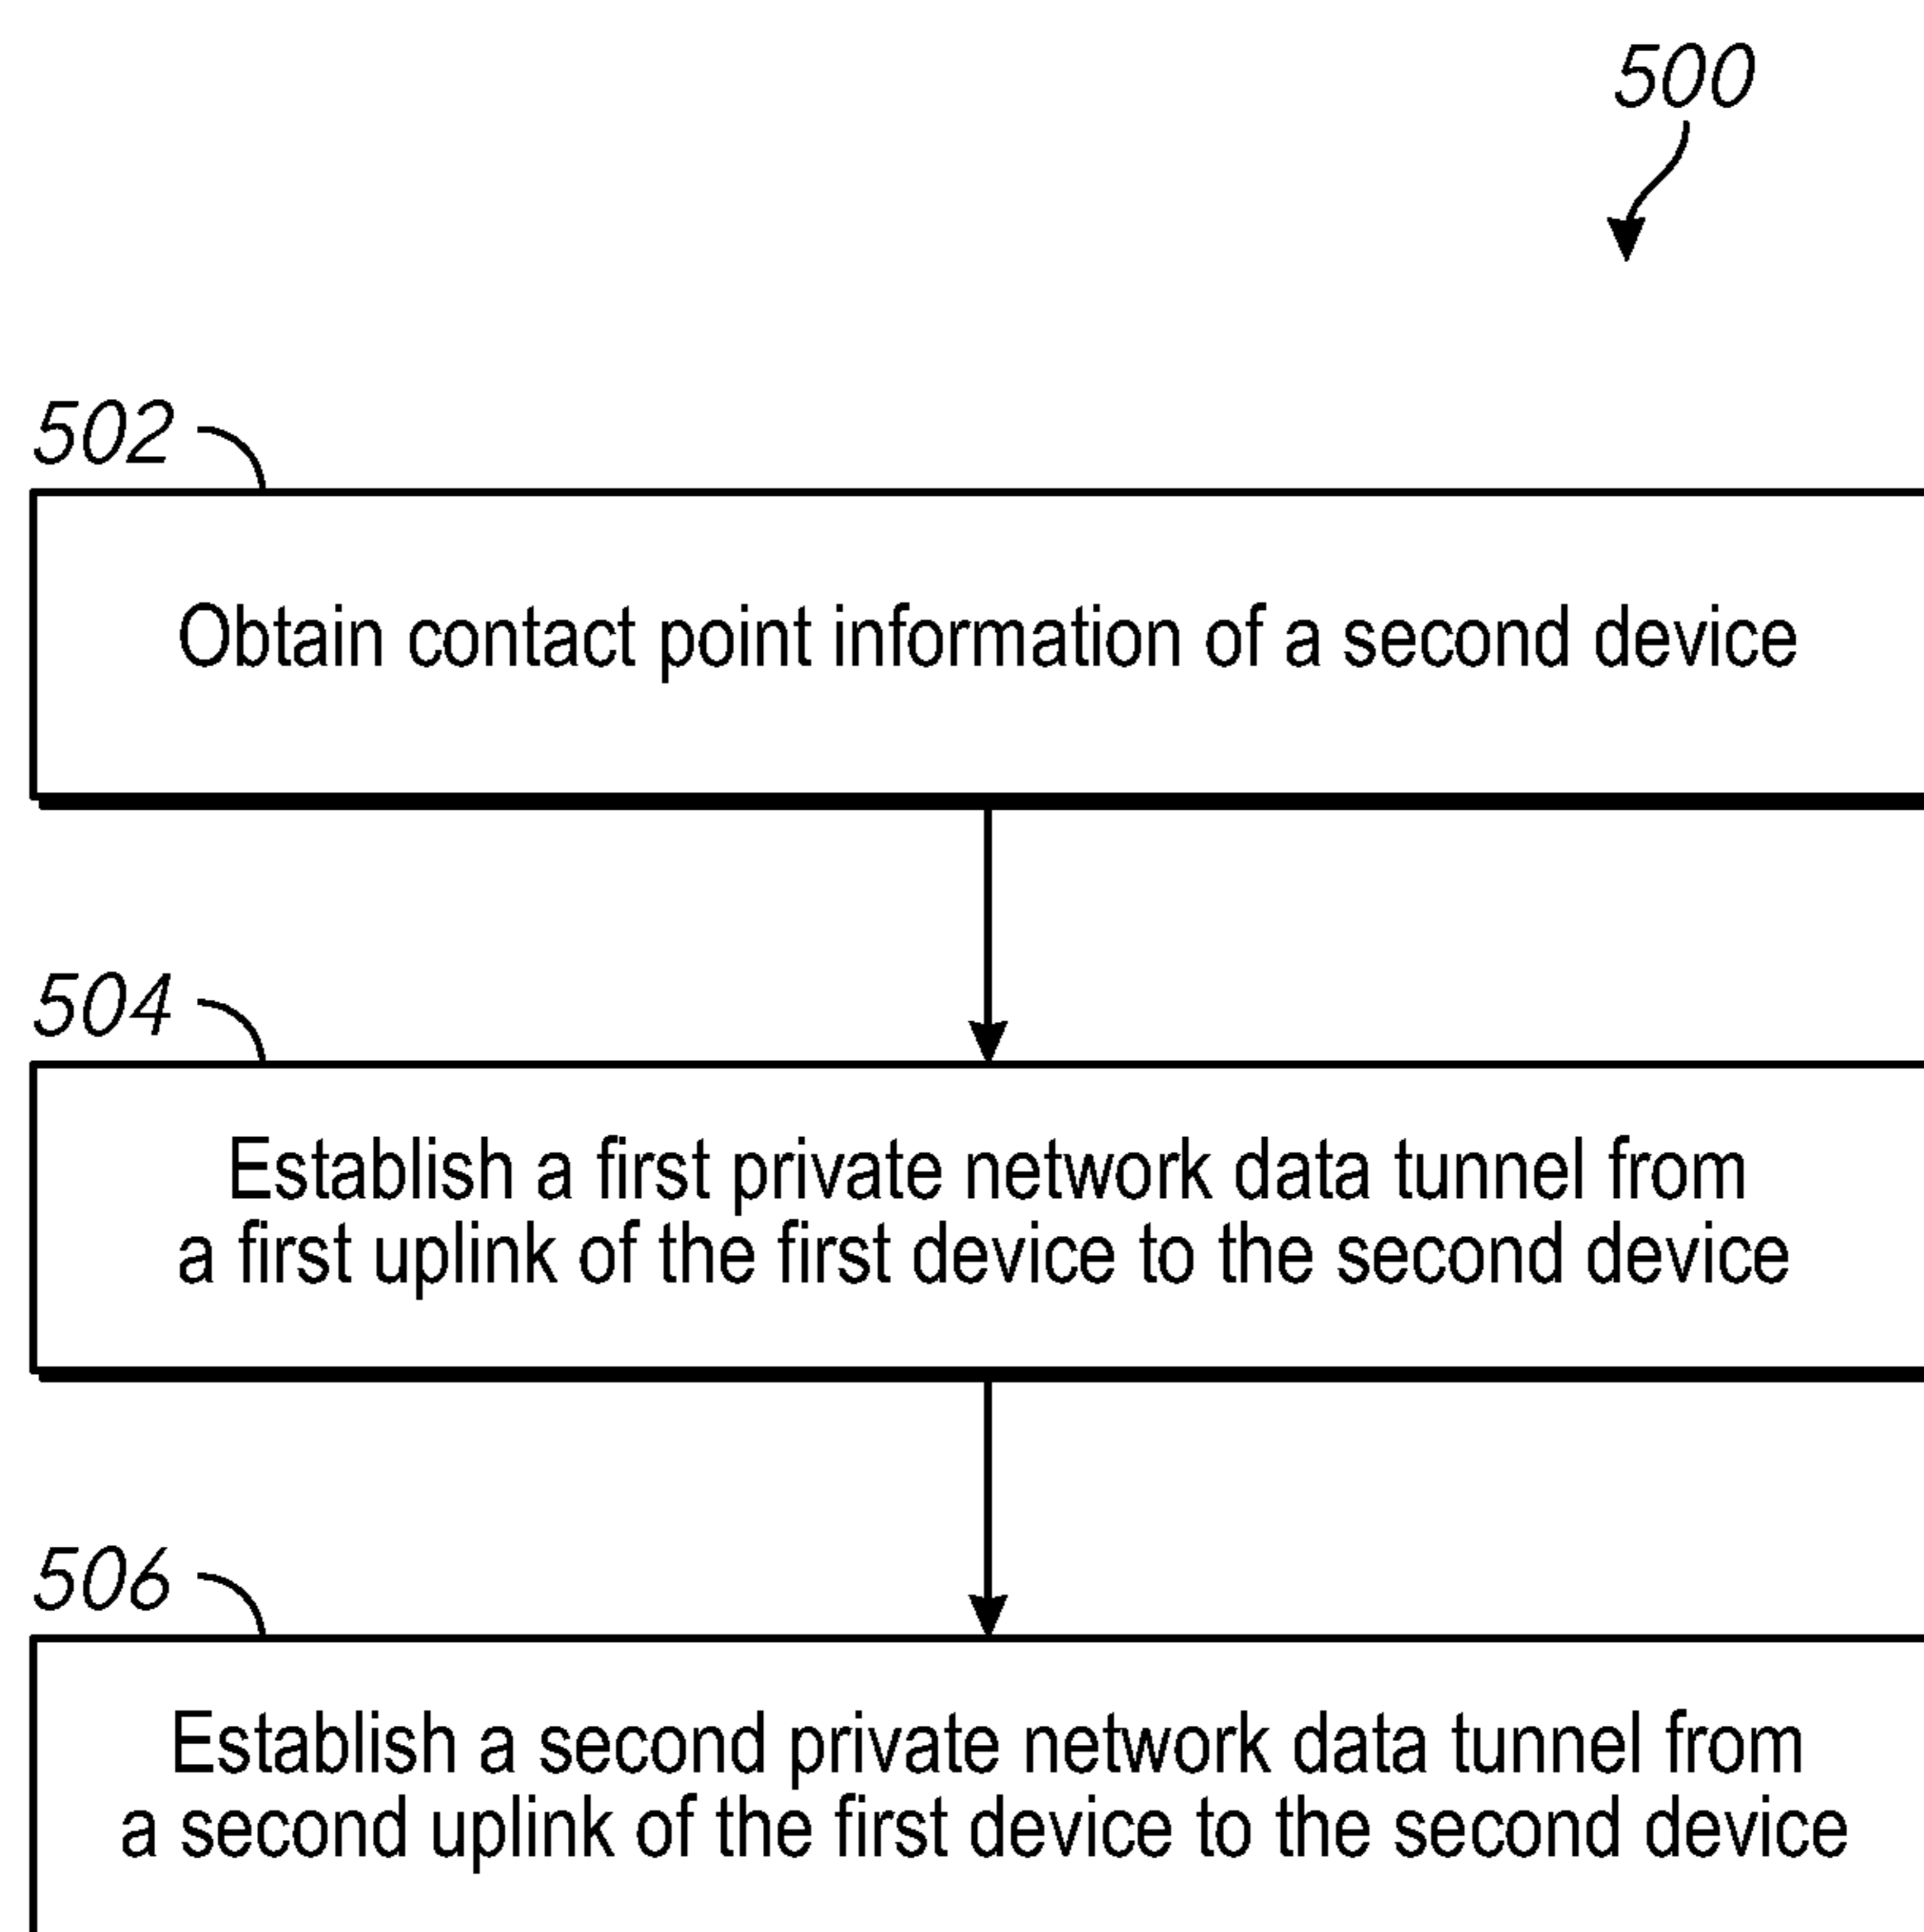 500
502
Obtain contact point information of a second device
504
Establish a first private network data tunnel from
a first uplink of the first device to the second device
506
Establish a second private network data tunnel from
a second uplink of the first device to the second device